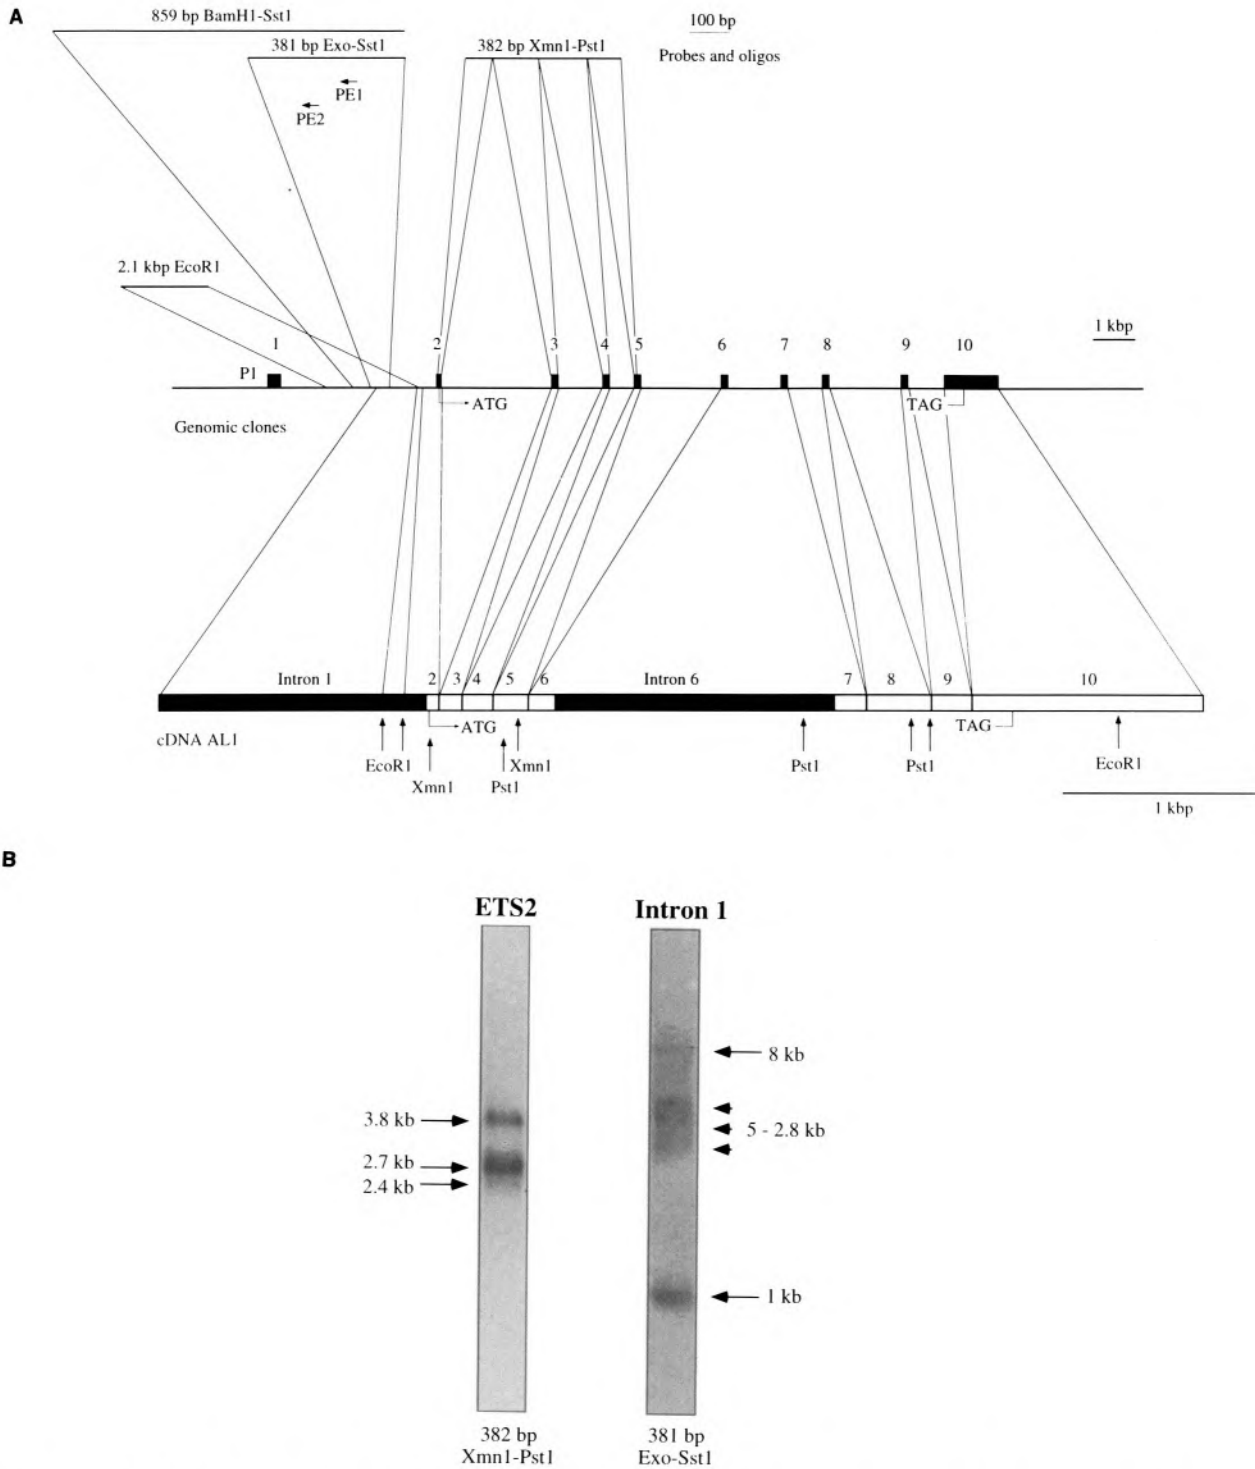 A
859 bp BamH1-Sst1
381 bp Exo-Sst1
382 bp Xmn1-Pst1
100 bp
Probes and oligos
PE1
PE2
2.1 kbp EcoR1
1 kbp
1 2 3 4 5 6 7 8 9 10
P1
ATG
TAG
Genomic clones
Intron 1 2 3 4 5 6 Intron 6 7 8 9 10
ATG
TAG
cDNA AL1
EcoR1
Xmn1
Pst1
Xmn1
Pst1
Pst1
EcoR1
1 kbp
B
ETS2
Intron 1
8 kb
3.8 kb
5 - 2.8 kb
2.7 kb
2.4 kb
1 kb
382 bp
Xmn1-Pst1
381 bp
Exo-Sst1